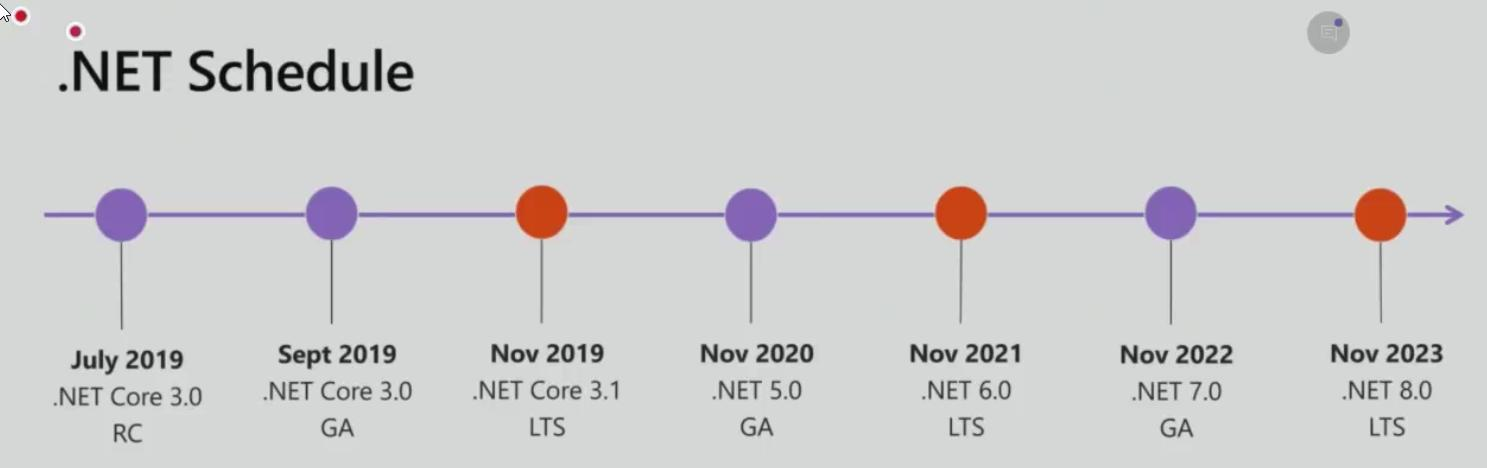 .NET Schedule
July 2019
.NET Core 3.0
RC
Sept 2019
.NET Core 3.0
GA
Nov 2019
.NET Core 3.1
LTS
Nov 2020
.NET 5.0
GA
Nov 2021
.NET 6.0
LTS
Nov 2022
.NET 7.0
GA
Nov 2023
.NET 8.0
LTS